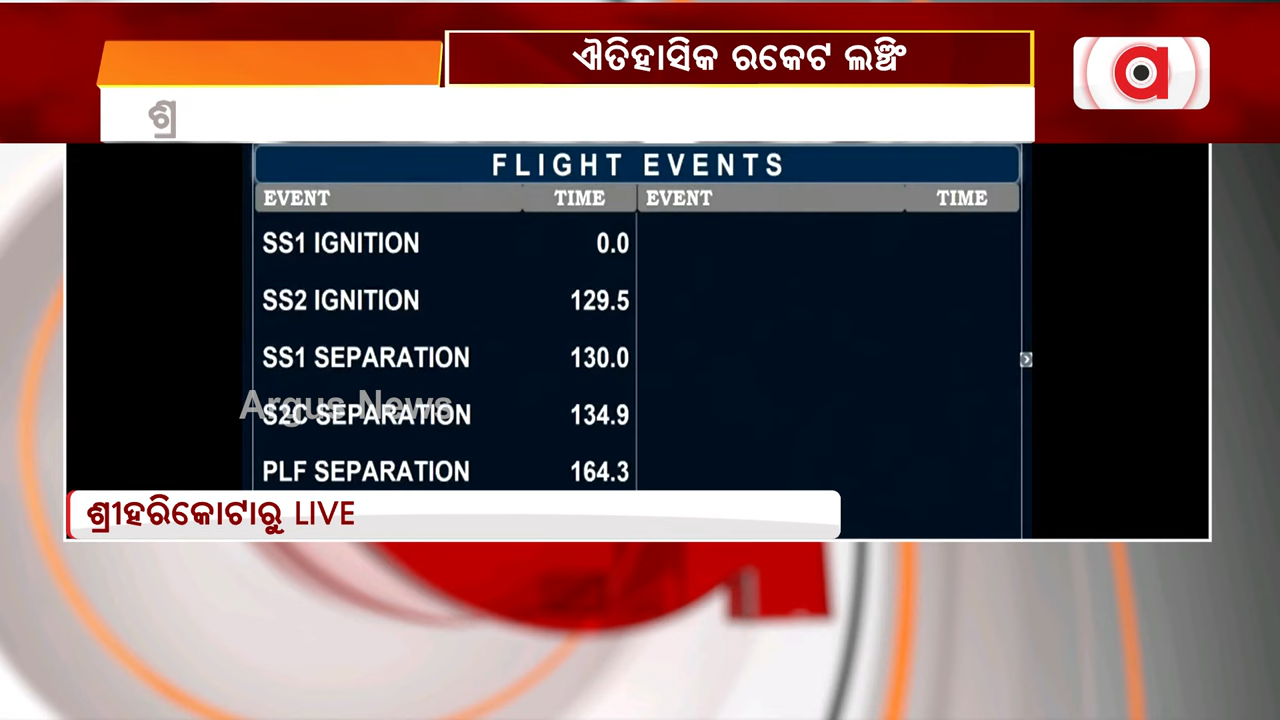 ଐତିହାସିକ ରକେଟ ଲଞ୍ଚିଂ
ଶ୍ର
FLIGHT EVENTS
EVENT TIME EVENT TIME
SS1 IGNITION 0.0
SS2 IGNITION 129.5
SS1 SEPARATION 130.0
Argus News
S2C SEPARATION 134.9
PLF SEPARATION 164.3
ଶ୍ରୀହରିକୋଟାରୁ LIVE